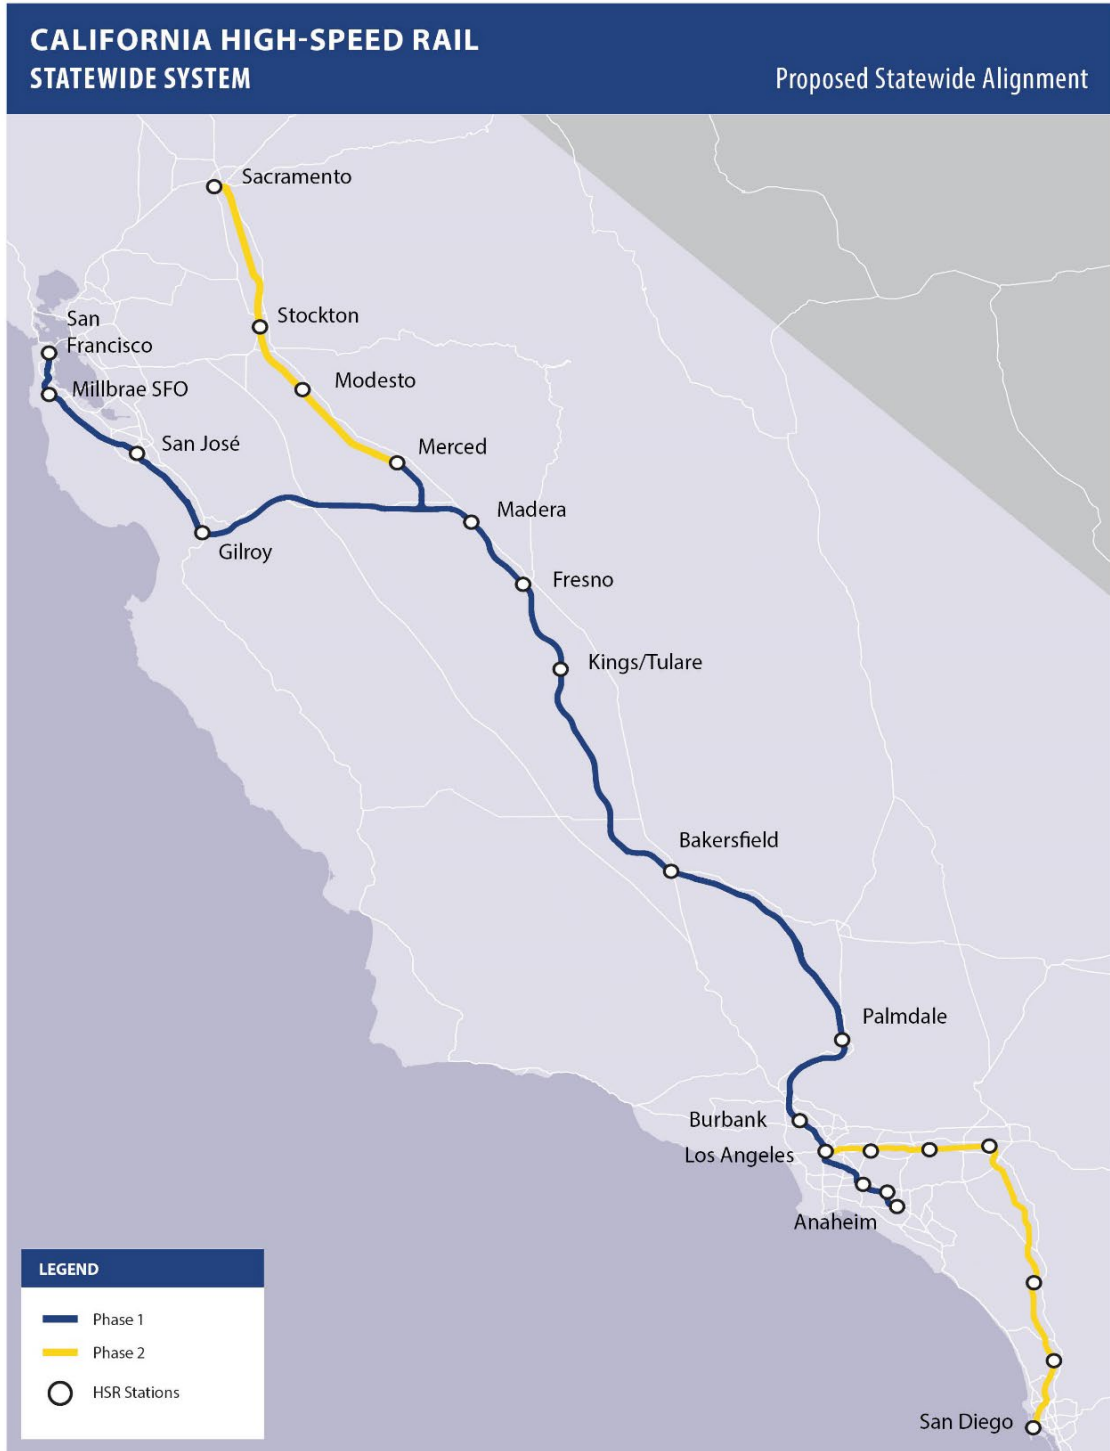 CALIFORNIA HIGH-SPEED RAIL
STATEWIDE SYSTEM
Proposed Statewide Alignment
Sacramento
Stockton
San
Francisco
Modesto
Millbrae SFO
San José
Merced
Madera
Gilroy
Fresno
Kings/Tulare
Bakersfield
Palmdale
Burbank
Los Angeles
Anaheim
San Diego
LEGEND
Phase 1
Phase 2
HSR Stations